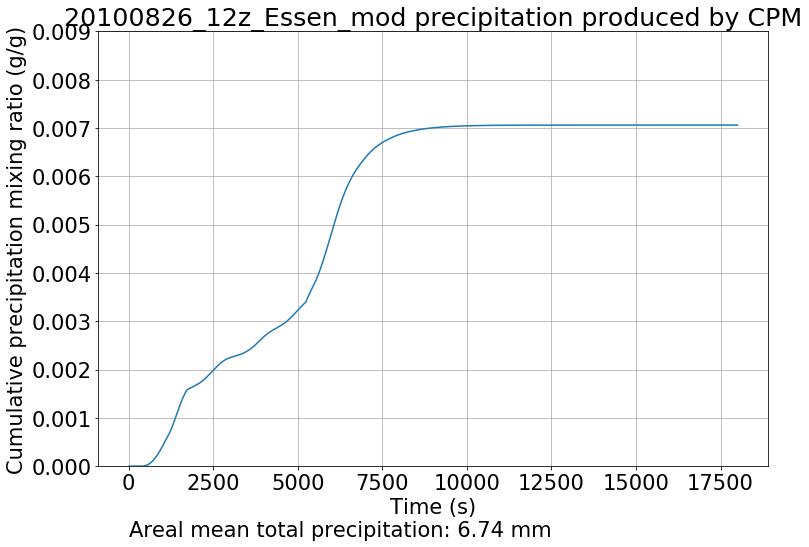 20100826_12z_Essen_mod precipitation produced by CPM
Cumulative precipitation mixing ratio (g/g)
0.009
0.008
0.007
0.006
0.005
0.004
0.003
0.002
0.001
0.000
0 2500 5000 7500 10000 12500 15000 17500
Time (s)
Areal mean total precipitation: 6.74 mm